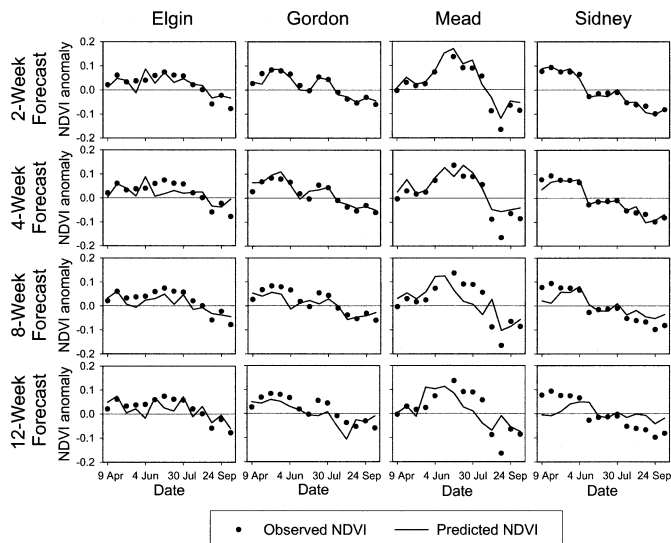 Elgin Gordon Mead Sidney
2-Week Forecast
NDVI anomaly
0.2
0.1
0.0
0.1
0.2
4-Week Forecast
NDVI anomaly
0.2
0.1
0.0
0.1
0.2
8-Week Forecast
NDVI anomaly
0.2
0.1
0.0
0.1
0.2
12-Week Forecast
NDVI anomaly
0.2
0.1
0.0
-0.1
-0.2
9 Apr 4 Jun 30 Jul 24 Sep 9 Apr 4 Jun 30 Jul 24 Sep 9 Apr 4 Jun 30 Jul 24 Sep 9 Apr 4 Jun 30 Jul 24 Sep
Date Date Date Date
Observed NDVI Predicted NDVI